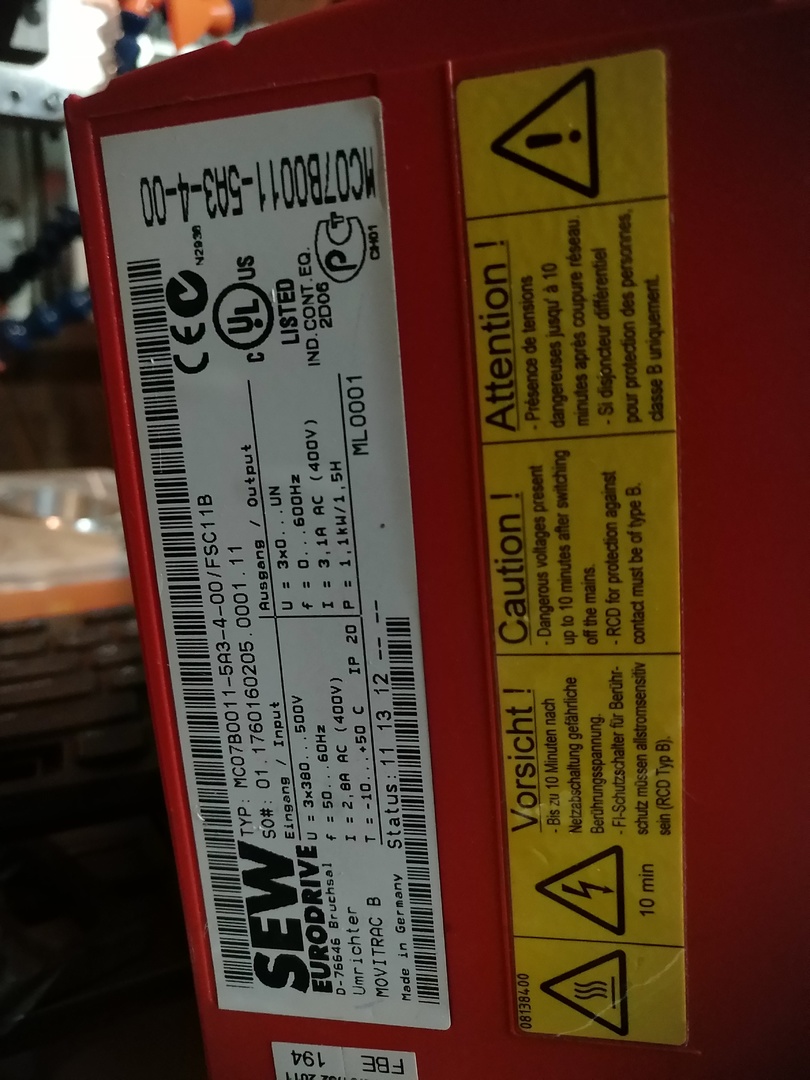 MC07B0011-5A3-4-00
SEW
EURODRIVE
D-76646 Bruchsal
Umrichter
MOVITRAC B
Made in Germany
TYP: MC07B0011-5A3-4-00/FSC11B
SO#: 01.1760160205.0001.11
Eingang / Input
U = 3x380...500V
f = 50...60Hz
I = 2,8A AC (400V)
T = -10...+50 C IP 20
Status: 11 13 12 -- --
Ausgang / Output
U = 3x0...UN
f = 0...600Hz
I = 3,1A AC (400V)
P = 1,1kW/1,5H
ML0001
CE
N2936
C UL US
LISTED
IND.CONT.EQ.
2D06
PCT
CH01
08138400
10 min
Vorsicht !
- Bis zu 10 Minuten nach
Netzabschaltung gefährliche
Berührungsspannung.
- FI-Schutzschalter für Berühr-
schutz müssen allstromsensitiv
sein (RCD Typ B).
Caution !
- Dangerous voltages present
up to 10 minutes after switching
off the mains.
- RCD for protection against
contact must be of type B.
Attention !
- Présence de tensions
dangereuses jusqu' à 10
minutes après coupure réseau.
- Si disjoncteur différentiel
pour protection des personnes,
classe B uniquement.
2011
194
FBE